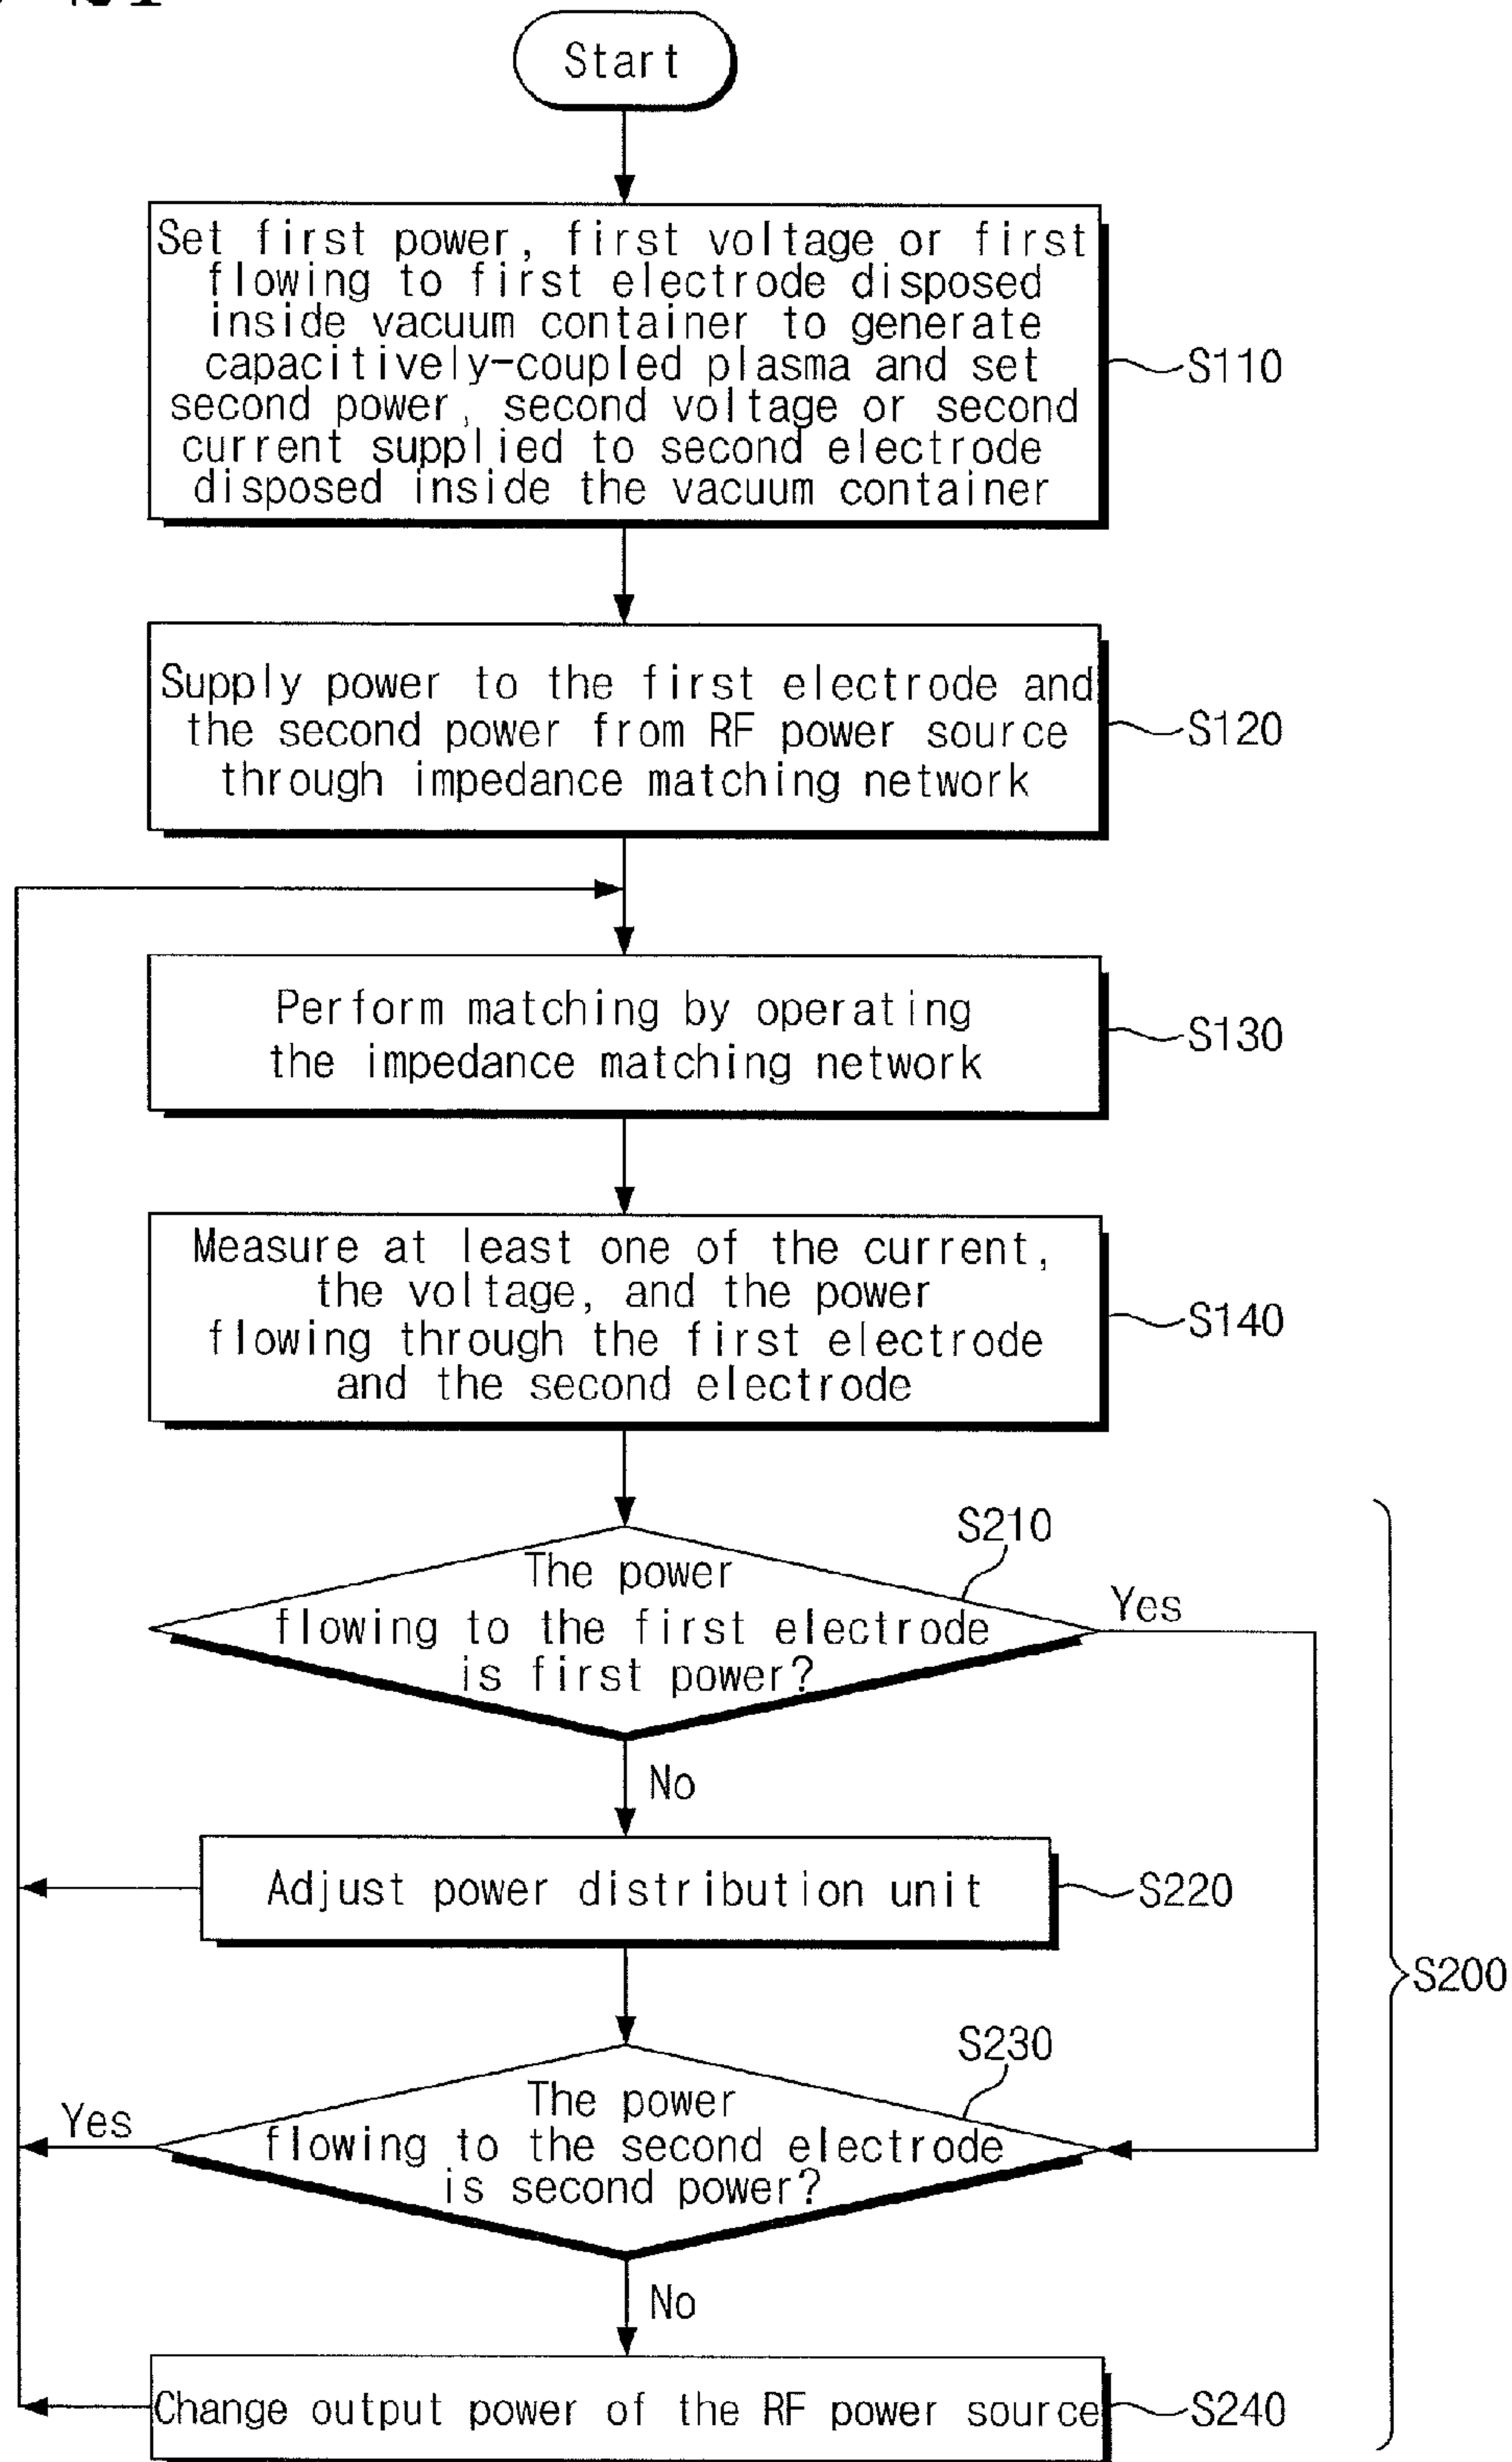 Start
Set first power, first voltage or first
flowing to first electrode disposed
inside vacuum container to generate
capacitively-coupled plasma and set
second power, second voltage or second
current supplied to second electrode
disposed inside the vacuum container
S110
Supply power to the first electrode and
the second power from RF power source
through impedance matching network
S120
Perform matching by operating
the impedance matching network
S130
Measure at least one of the current,
the voltage, and the power
flowing through the first electrode
and the second electrode
S140
S210
The power
flowing to the first electrode
is first power?
Yes
No
Adjust power distribution unit
S220
S200
S230
The power
flowing to the second electrode
is second power?
Yes
No
Change output power of the RF power source
S240